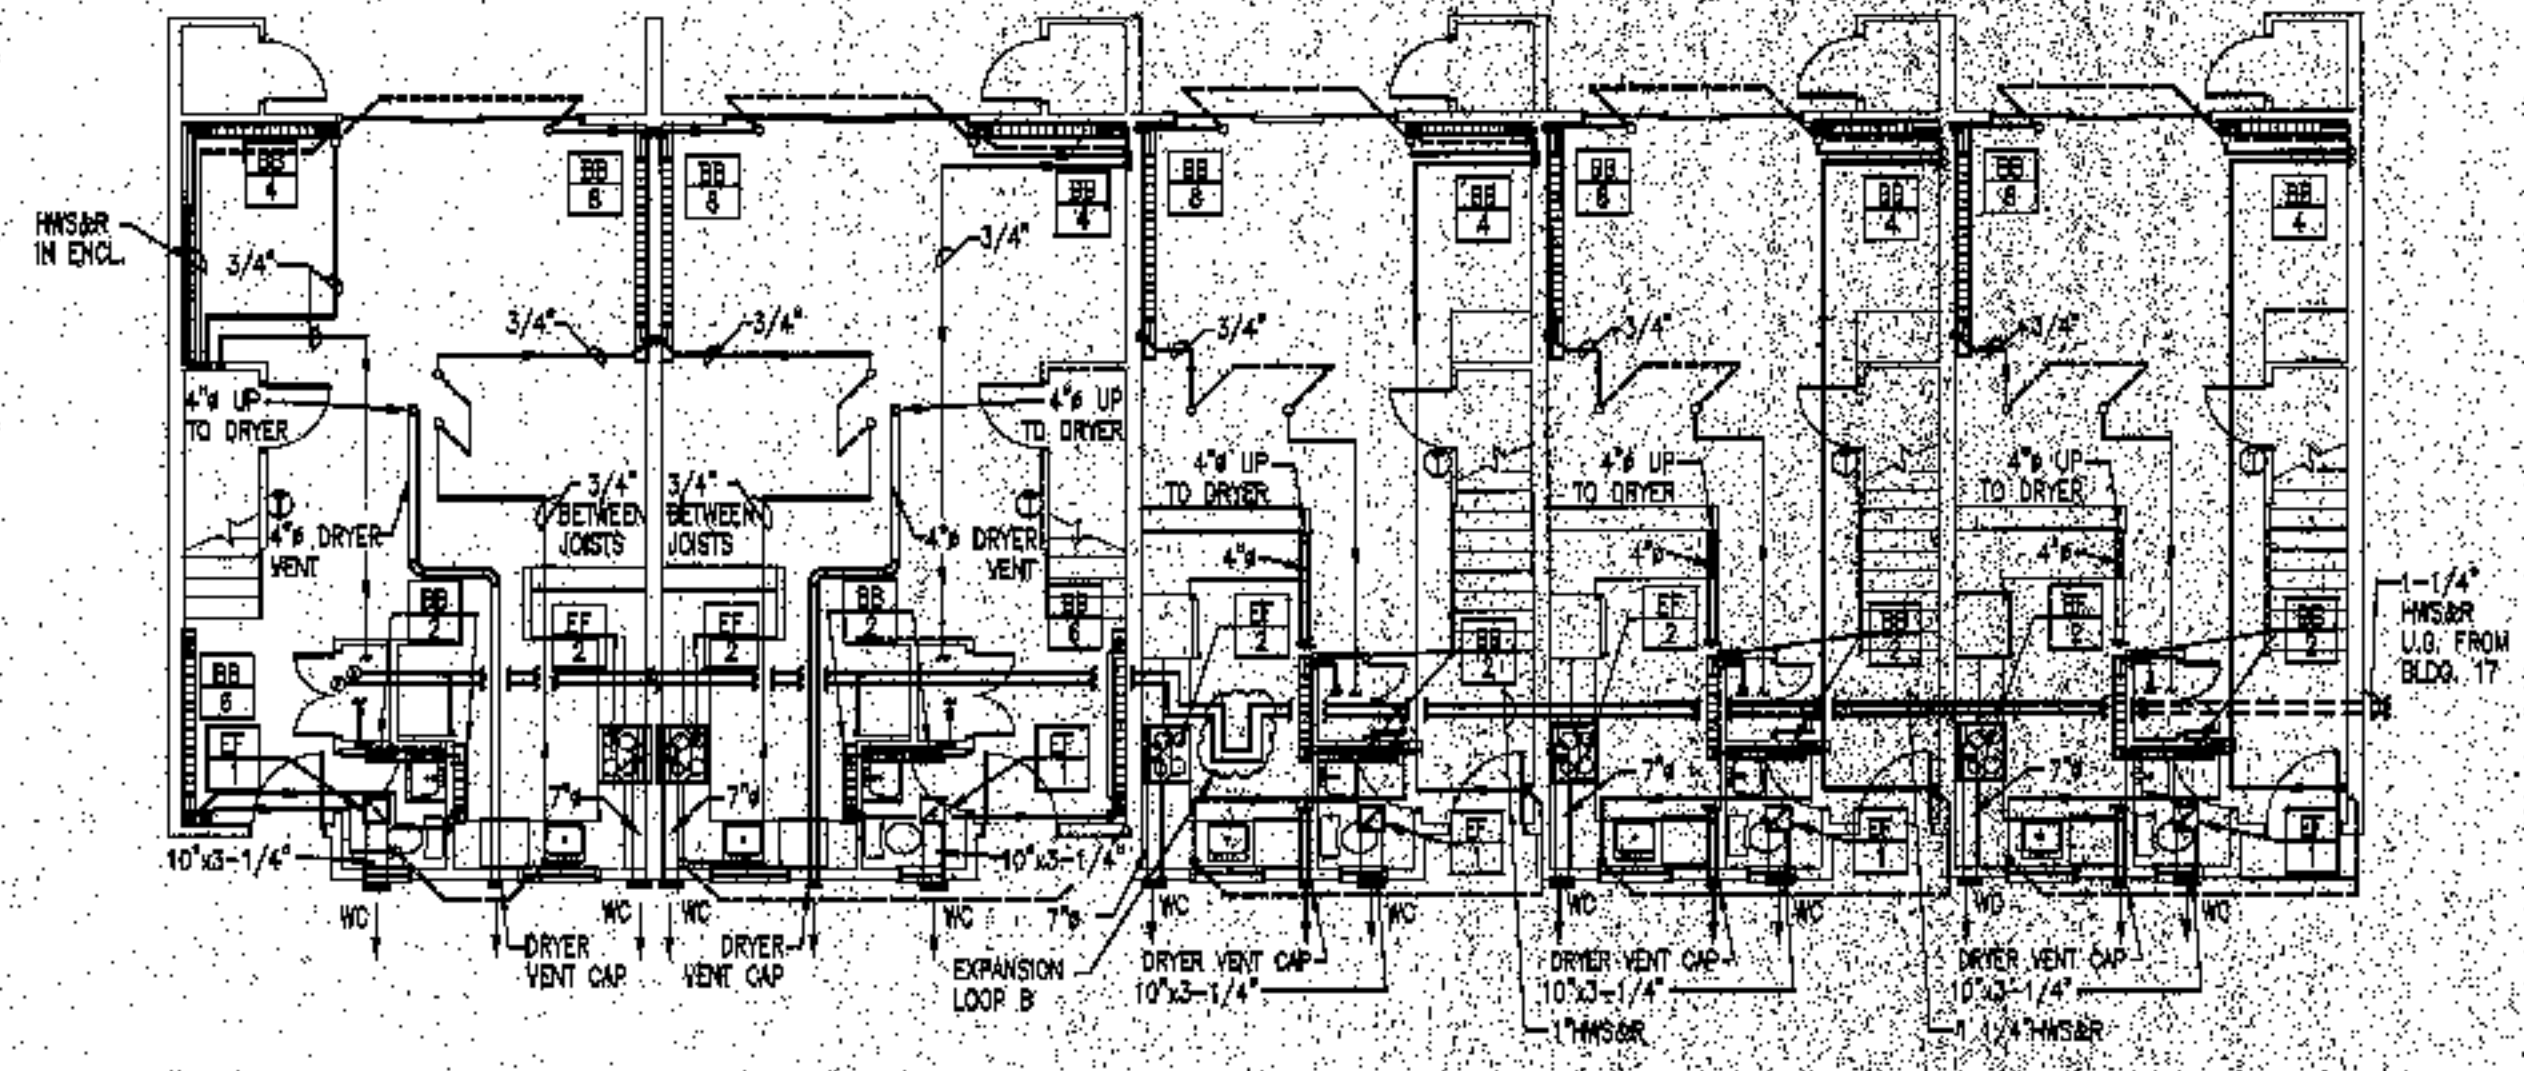 BB
4
BB
8
BB
8
BB
4
BB
8
BB
4
BB
8
BB
4
BB
8
BB
4
HWS&R
IN ENCL.
3/4"
3/4"
3/4"
3/4"
3/4"
3/4"
3/4"
4"ø UP
TO DRYER
4"ø UP
TO DRYER
4"ø UP
TO DRYER
4"ø UP
TO DRYER
4"ø UP
TO DRYER
3/4"
BETWEEN
JOISTS
3/4"
BETWEEN
JOISTS
4"ø DRYER
VENT
4"ø DRYER
VENT
4"ø
4"ø
4"ø
BB
2
EF
2
EF
2
BB
2
BB
6
EF
2
BB
2
EF
2
BB
2
EF
2
BB
2
1-1/4"
HWS&R
U.G. FROM
BLDG. 17
BB
6
EF
1
EF
1
7"ø
7"ø
7"ø
7"ø
EF
1
EF
1
EF
1
10"x3-1/4"
10"x3-1/4"
WC
WC
WC
WC
7"ø
WC
WC
WC
WC
WC
WC
DRYER
VENT CAP
DRYER
VENT CAP
EXPANSION
LOOP B
DRYER VENT CAP
10"x3-1/4"
DRYER VENT CAP
10"x3-1/4"
DRYER VENT CAP
10"x3-1/4"
1"HWS&R
1 1/4"HWS&R